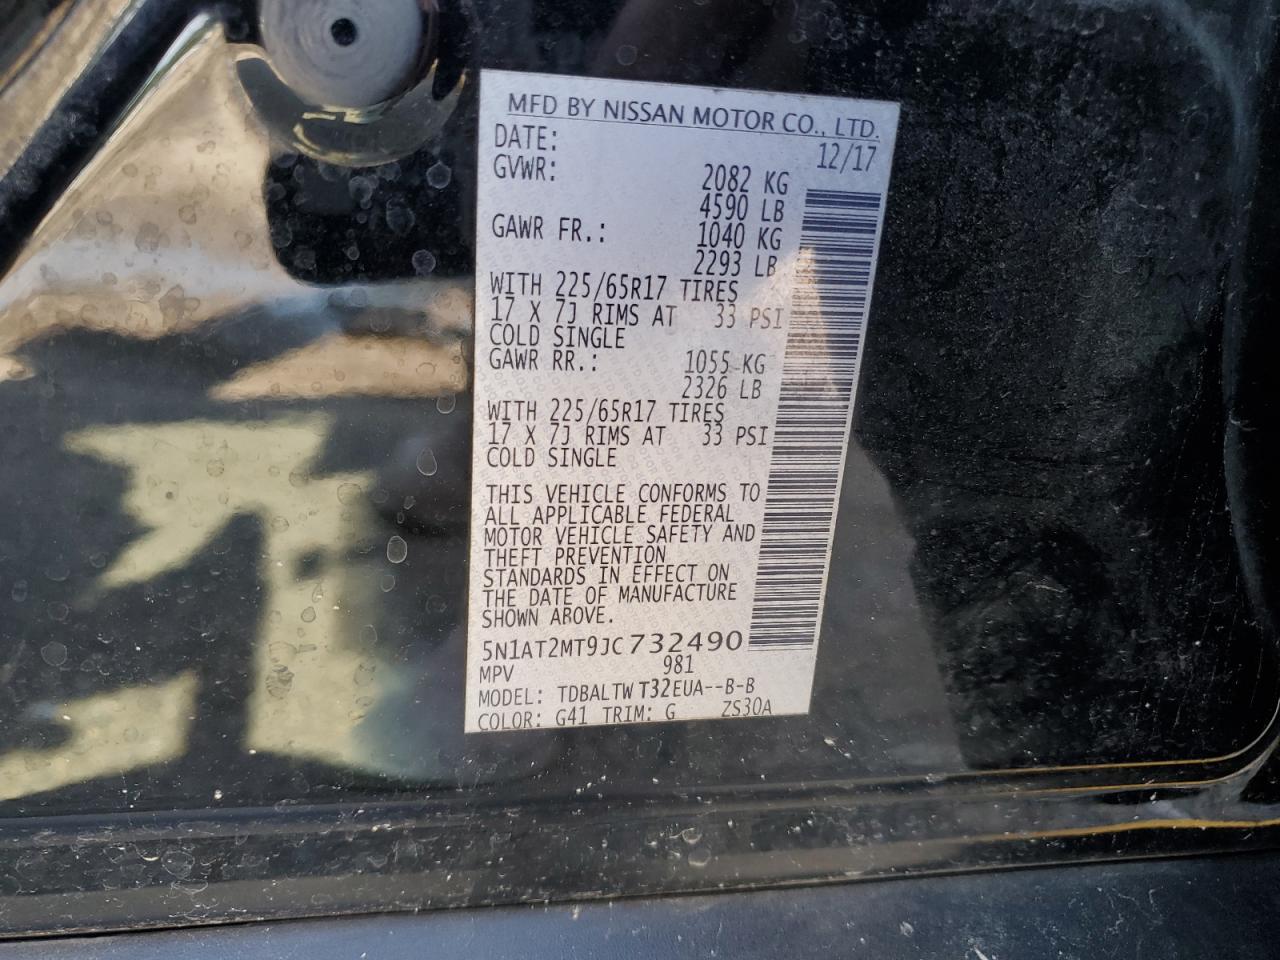 MFD BY NISSAN MOTOR CO., LTD.
DATE: 12/17
GVWR: 2082 KG
4590 LB
GAWR FR.: 1040 KG
2293 LB
WITH 225/65R17 TIRES
17 X 7J RIMS AT 33 PSI
COLD SINGLE
GAWR RR.: 1055 KG
2326 LB
WITH 225/65R17 TIRES
17 X 7J RIMS AT 33 PSI
COLD SINGLE
THIS VEHICLE CONFORMS TO
ALL APPLICABLE FEDERAL
MOTOR VEHICLE SAFETY AND
THEFT PREVENTION
STANDARDS IN EFFECT ON
THE DATE OF MANUFACTURE
SHOWN ABOVE.
5N1AT2MT9JC732490
MPV 981
MODEL: TDBALTWT32EUA--B-B
COLOR: G41 TRIM: G ZS30A